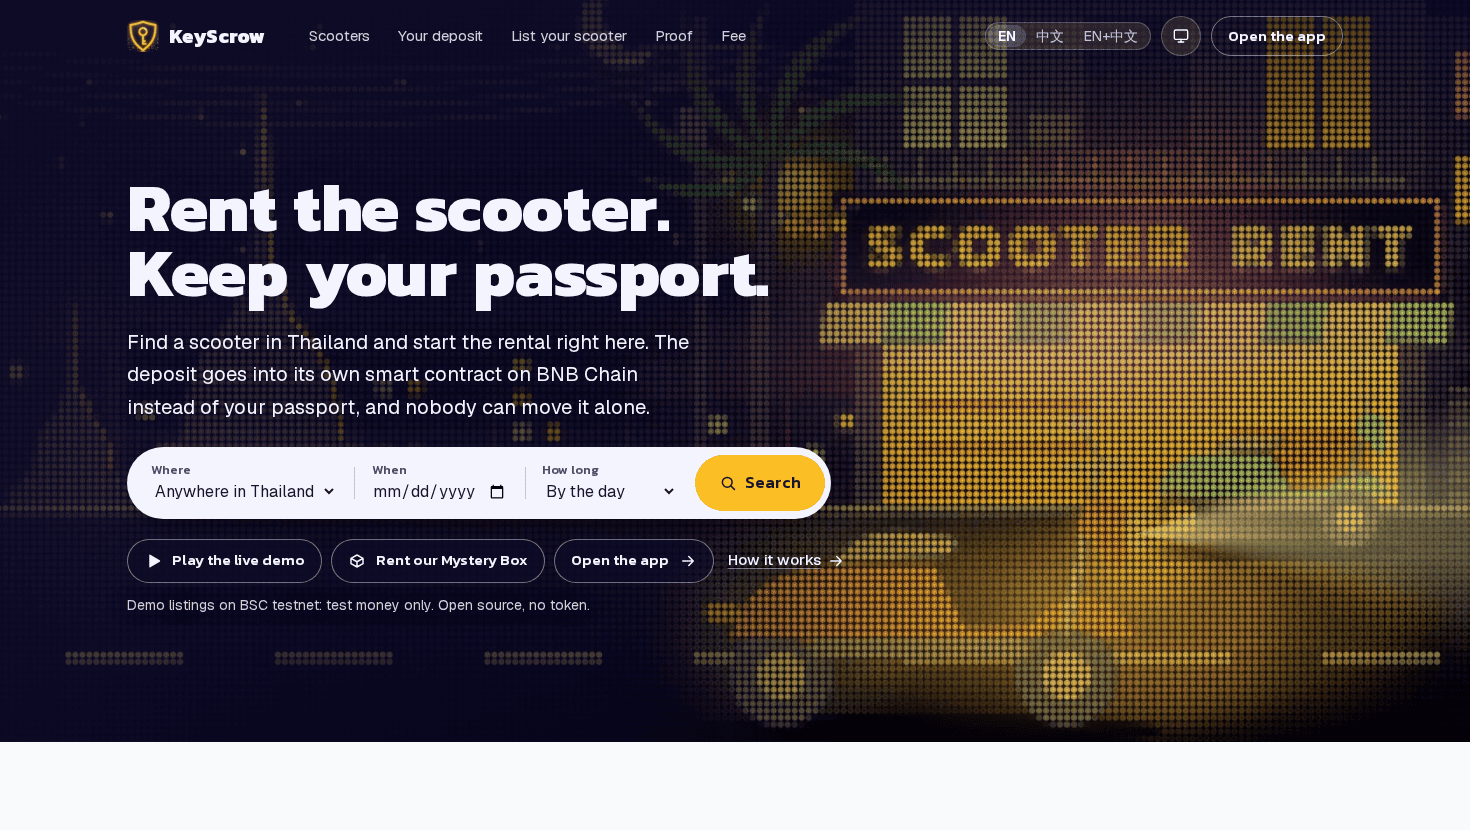 KeyScrow
Scooters Your deposit List your scooter Proof Fee
EN 中文 EN+中文 Open the app
SCOOTER RENT
Rent the scooter.
Keep your passport.
Find a scooter in Thailand and start the rental right here. The
deposit goes into its own smart contract on BNB Chain
instead of your passport, and nobody can move it alone.
Where When How long
Anywhere in Thailand mm/dd/yyyy By the day Search
Play the live demo Rent our Mystery Box Open the app → How it works →
Demo listings on BSC testnet: test money only. Open source, no token.